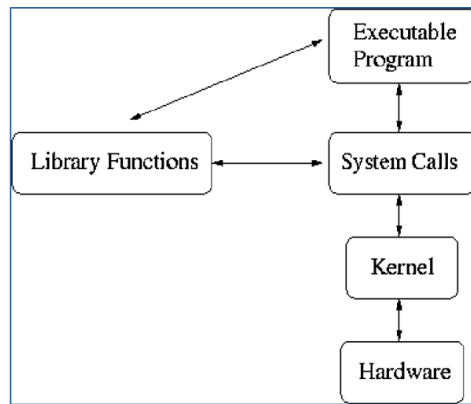 Executable
Program
Library Functions
System Calls
Kernel
Hardware